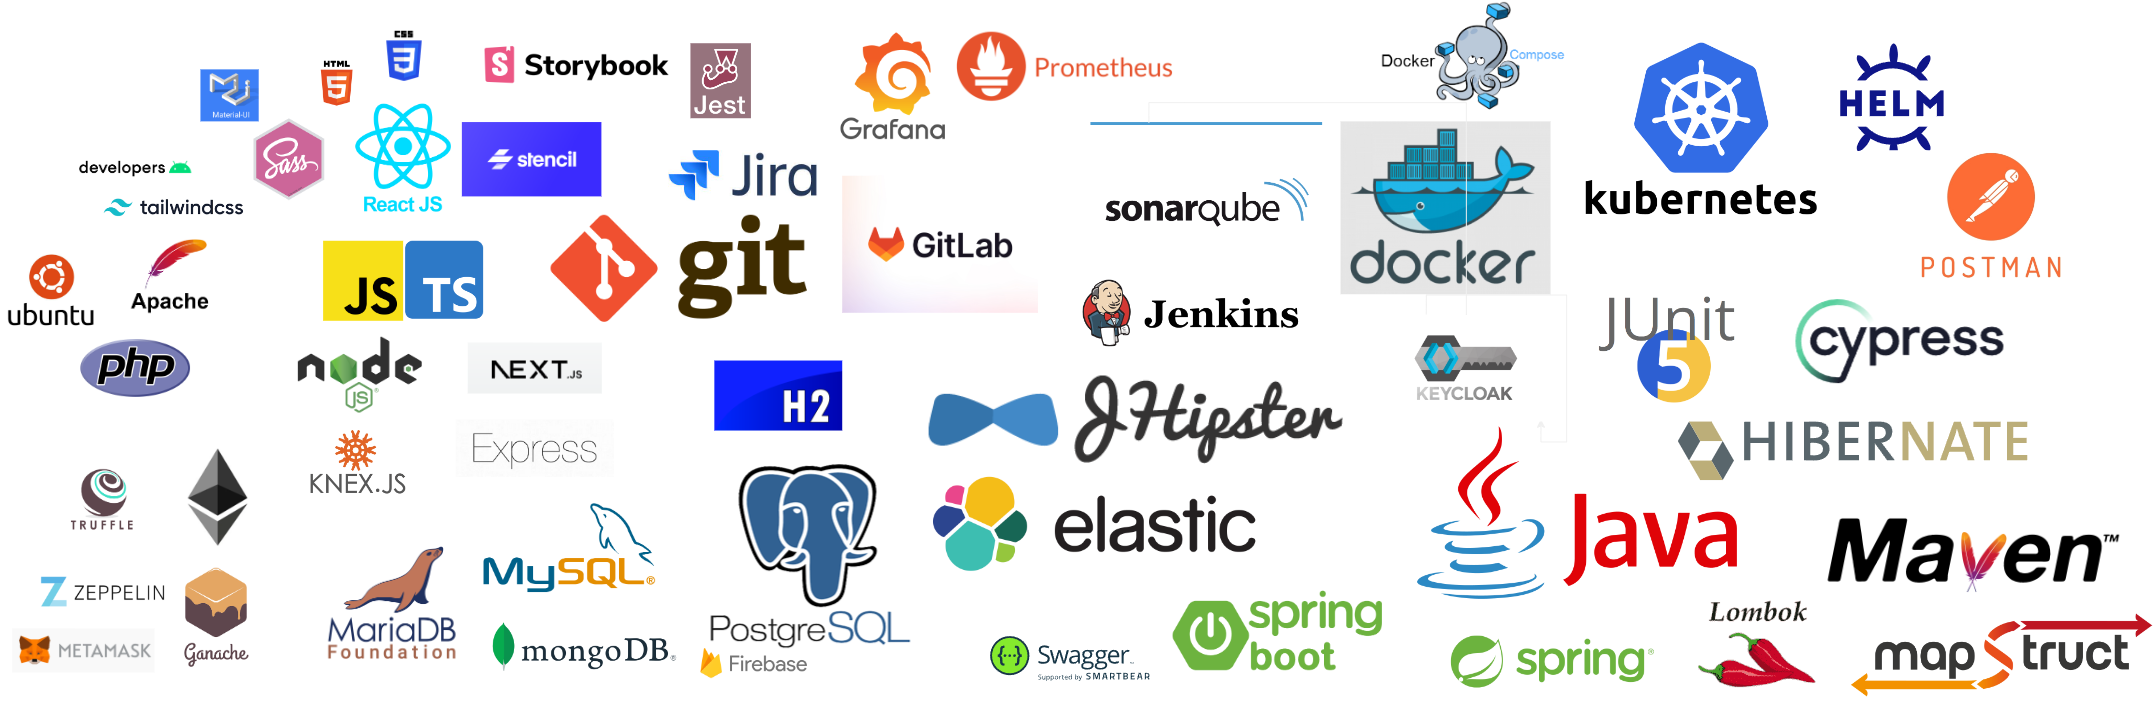 CSS
HTML
5
3
Material-UI
Storybook
S
Jest
Grafana
Prometheus
Docker
Compose
HELM
Sass
developers
React JS
stencil
Jira
tailwindcss
sonarqube
docker
kubernetes
POSTMAN
ubuntu
Apache
JS
TS
git
GitLab
Jenkins
JUnit
5
cypress
php
node
JS
NEXT.JS
H2
JHipster
KEYCLOAK
KNEX.JS
Express
HIBERNATE
TRUFFLE
MySQL®
elastic
Java
Maven™
ZEPPELIN
METAMASK
Ganache
MariaDB
Foundation
mongoDB®
PostgreSQL
Firebase
{···}
Swagger
Supported by SMARTBEAR
spring
boot
spring®
Lombok
mapStruct